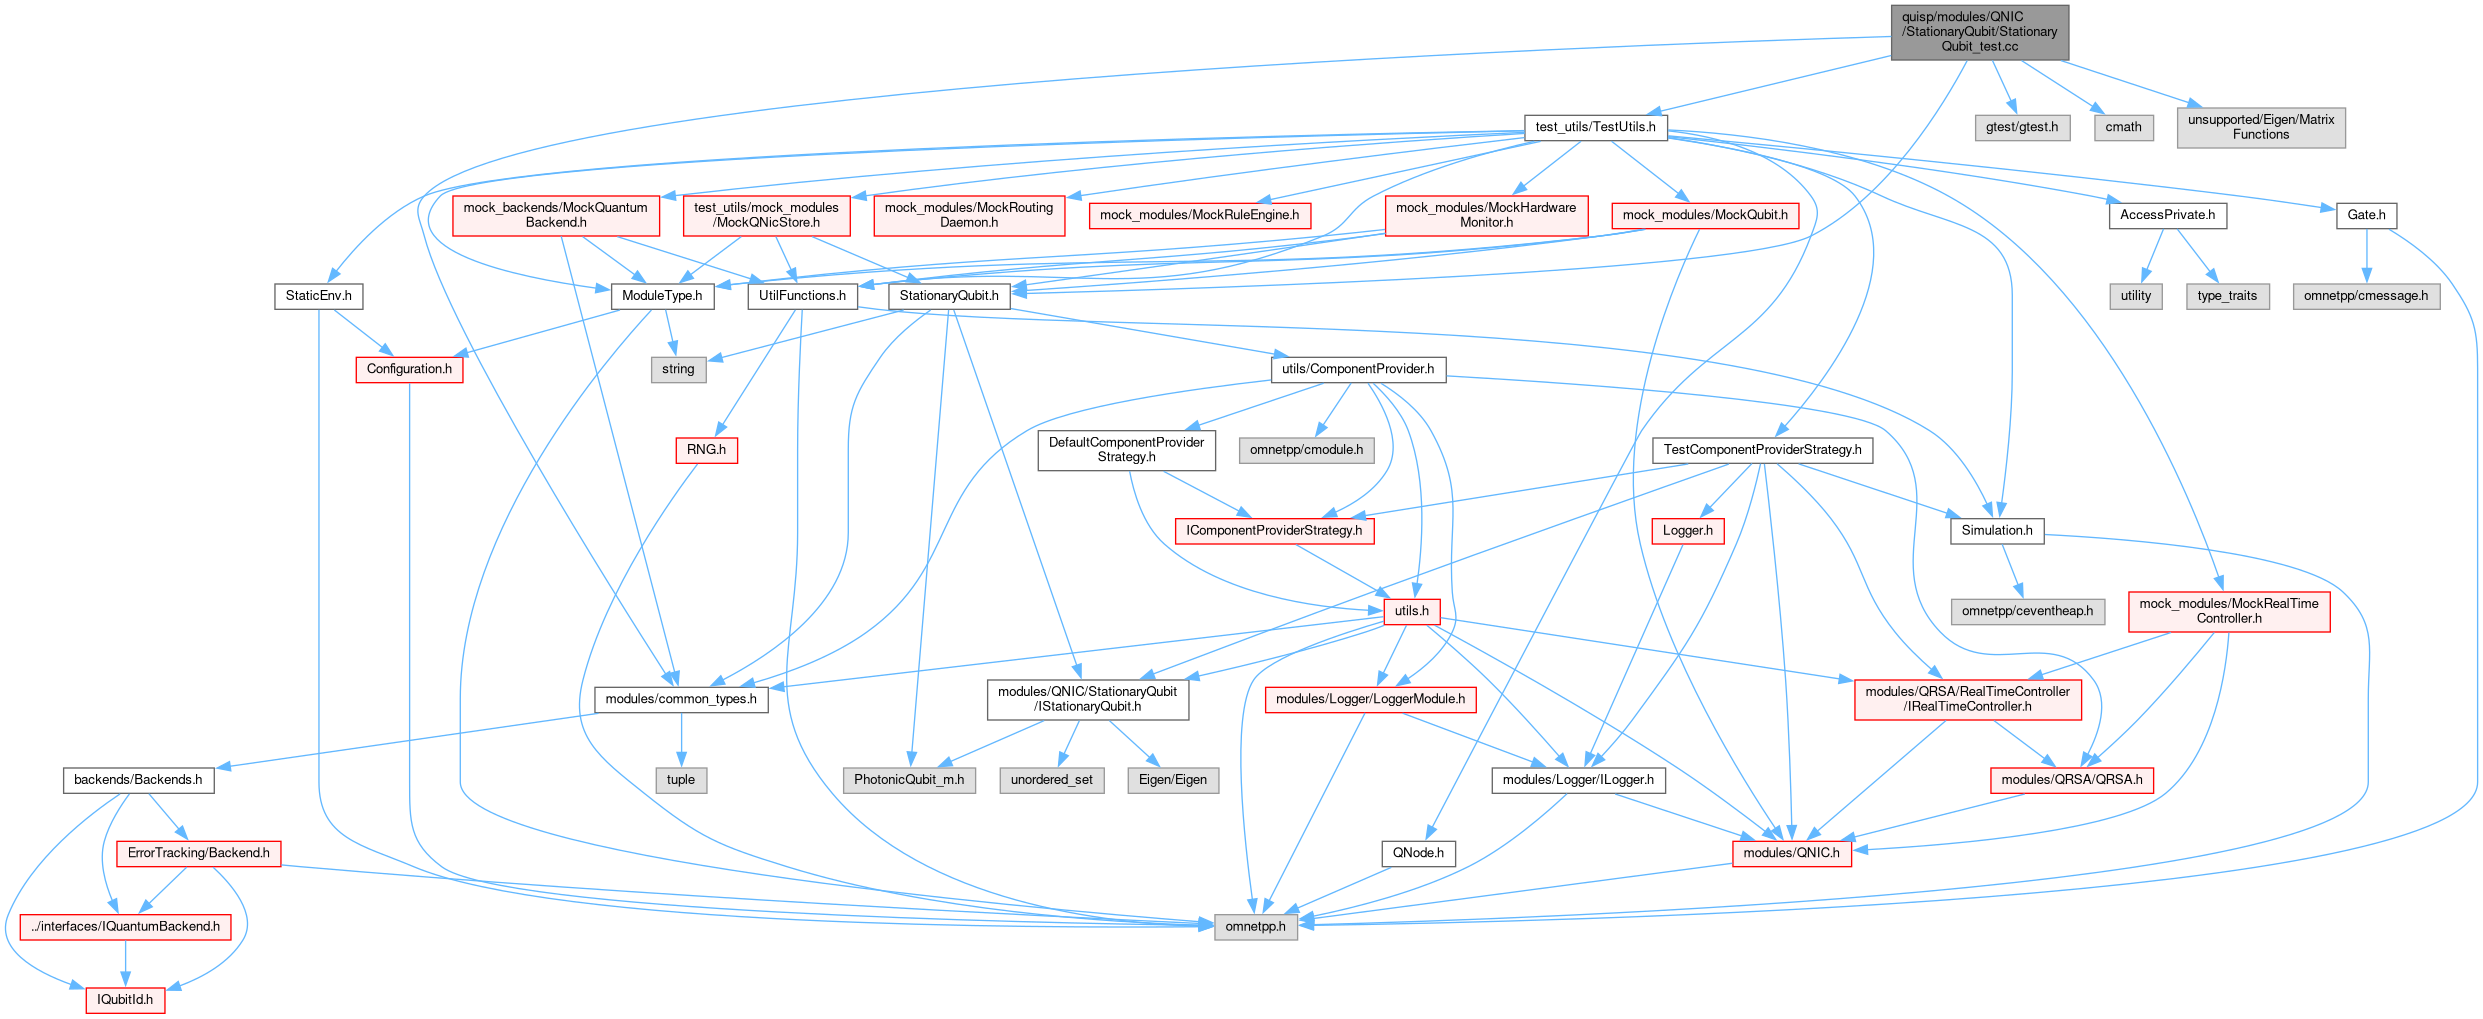 quisp/modules/QNIC
/StationaryQubit/Stationary
Qubit_test.cc
test_utils/TestUtils.h
gtest/gtest.h
cmath
unsupported/Eigen/Matrix
Functions
mock_backends/MockQuantum
Backend.h
test_utils/mock_modules
/MockQNicStore.h
mock_modules/MockRouting
Daemon.h
mock_modules/MockRuleEngine.h
mock_modules/MockHardware
Monitor.h
mock_modules/MockQubit.h
AccessPrivate.h
Gate.h
StaticEnv.h
ModuleType.h
UtilFunctions.h
StationaryQubit.h
utility
type_traits
omnetpp/cmessage.h
Configuration.h
string
utils/ComponentProvider.h
RNG.h
DefaultComponentProvider
Strategy.h
omnetpp/cmodule.h
TestComponentProviderStrategy.h
IComponentProviderStrategy.h
Logger.h
Simulation.h
utils.h
omnetpp/ceventheap.h
mock_modules/MockRealTime
Controller.h
modules/common_types.h
modules/QNIC/StationaryQubit
/IStationaryQubit.h
modules/Logger/LoggerModule.h
modules/QRSA/RealTimeController
/IRealTimeController.h
backends/Backends.h
tuple
PhotonicQubit_m.h
unordered_set
Eigen/Eigen
modules/Logger/ILogger.h
modules/QRSA/QRSA.h
ErrorTracking/Backend.h
QNode.h
modules/QNIC.h
../interfaces/IQuantumBackend.h
omnetpp.h
IQubitId.h